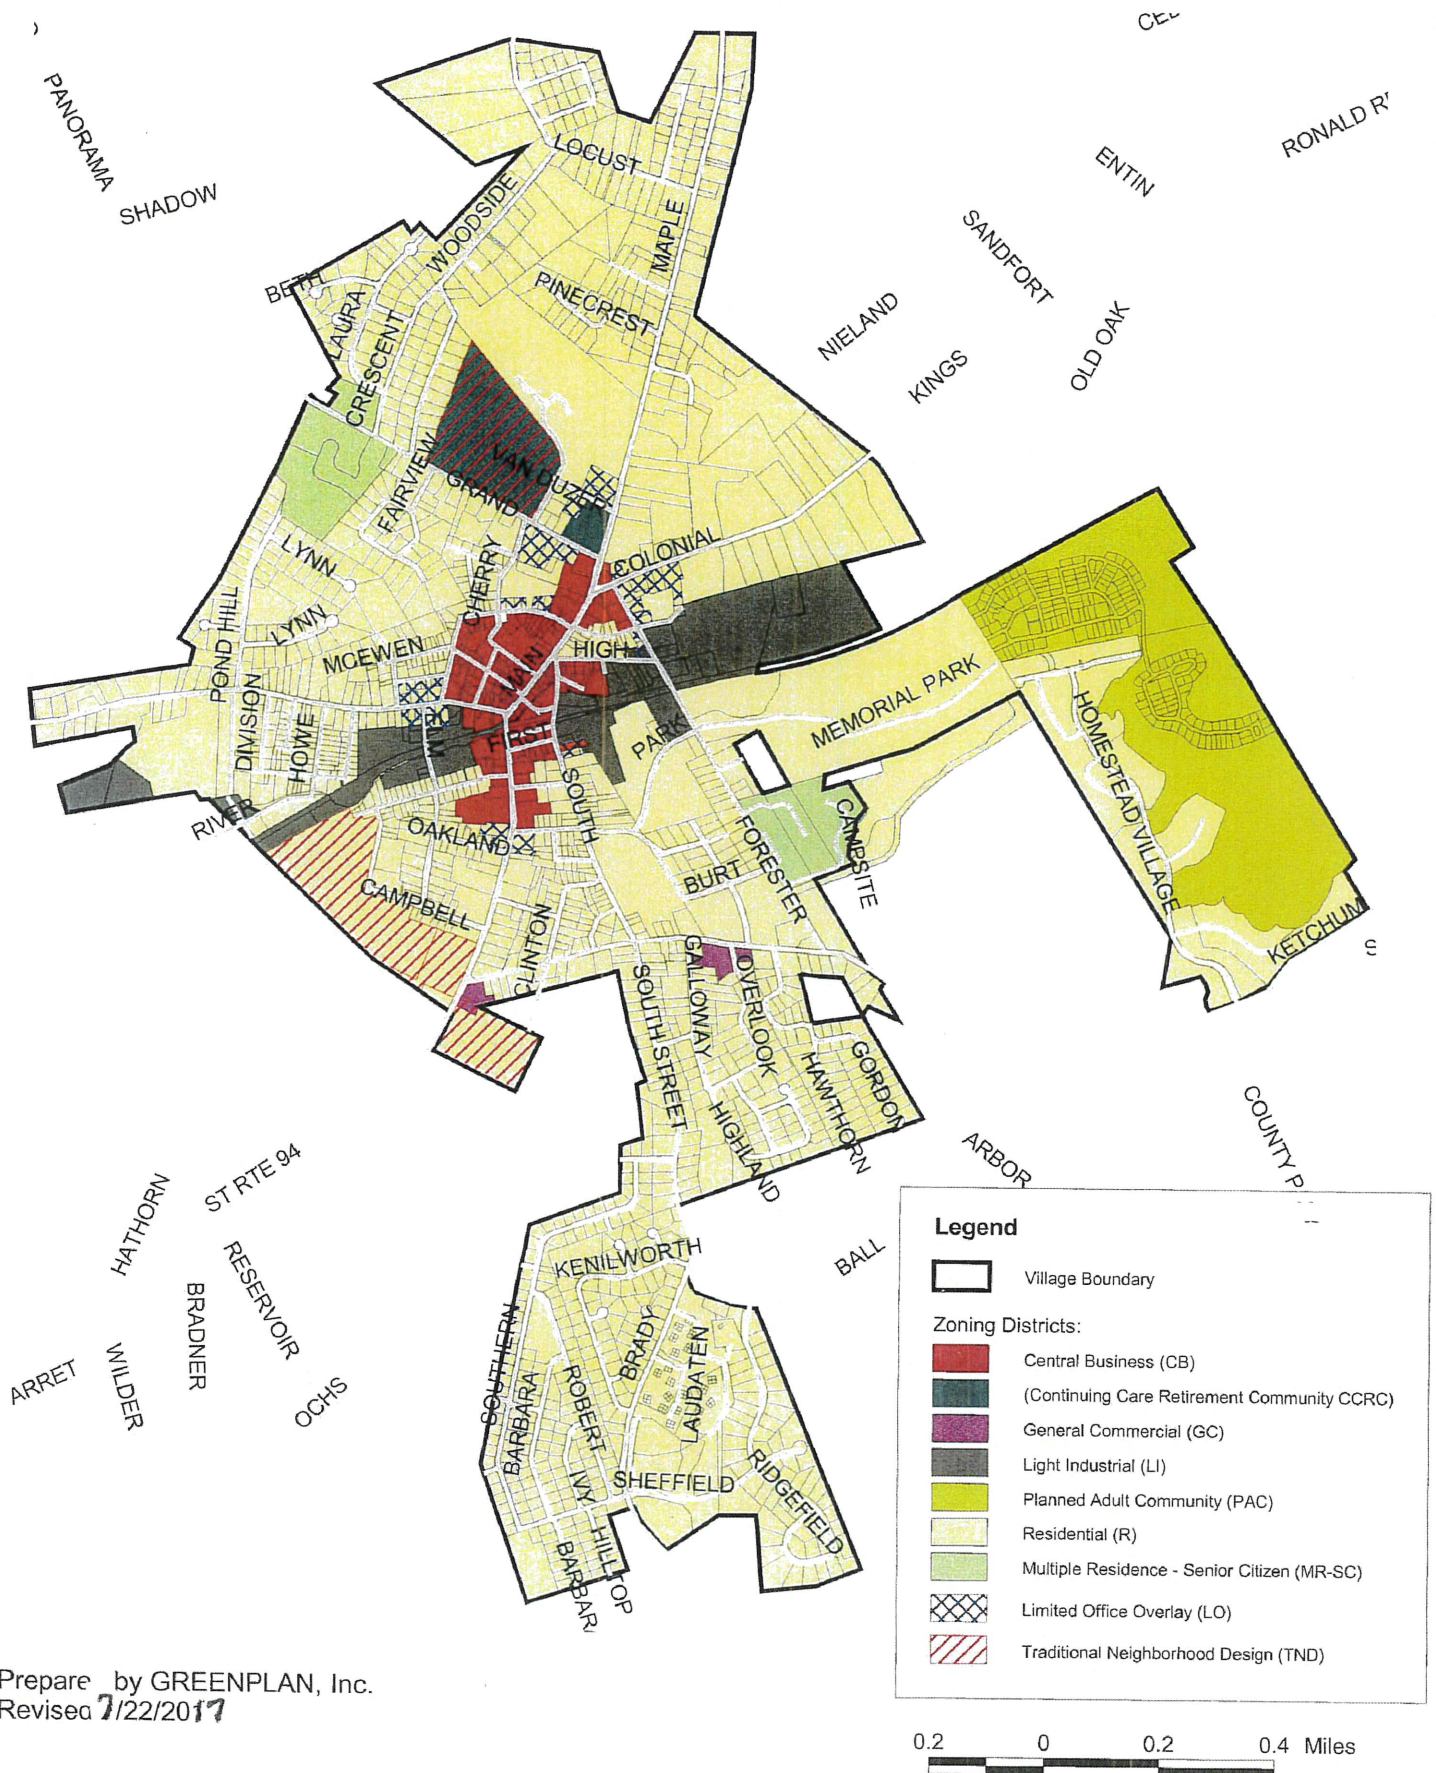 PANORAMA
SHADOW
ENTIN
SANDFORT
OLD OAK
NIELAND
KINGS
LOCUST
WOODSIDE
MAPLE
BETH
LAURA
CRESCENT
PINECREST
FAIRVIEW
VAN DUZER
GRAND
LYNN
CHERRY
COLONIAL
LYNN
POND HILL
MCEWEN
HIGH
MAIN
DIVISION
HOWE
ELM
FIRST
PARK
MEMORIAL PARK
HOMESTEAD VILLAGE
RIVER
OAKLAND
SOUTH
CAMPSITE
FORESTER
BURT
CAMPBELL
CLINTON
KETCHUM
S
GALLOWAY
OVERLOOK
SOUTH STREET
GORDON
HAWTHORN
HIGHLAND
ARBOR
ST RTE 94
HATHORN
RESERVOIR
BRADNER
WILDER
ARRET
OCHS
BALL
KENILWORTH
SOUTHERN
BRADY
LAUDATEN
BARBARA
ROBERT
IVY
SHEFFIELD
RIDGEFIELD
HILLTOP
Legend
Village Boundary
Zoning Districts:
Central Business (CB)
(Continuing Care Retirement Community CCRC)
General Commercial (GC)
Light Industrial (LI)
Planned Adult Community (PAC)
Residential (R)
Multiple Residence - Senior Citizen (MR-SC)
Limited Office Overlay (LO)
Traditional Neighborhood Design (TND)
Prepare by GREENPLAN, Inc.
Revised 7/22/2017
0.2 0 0.2 0.4 Miles